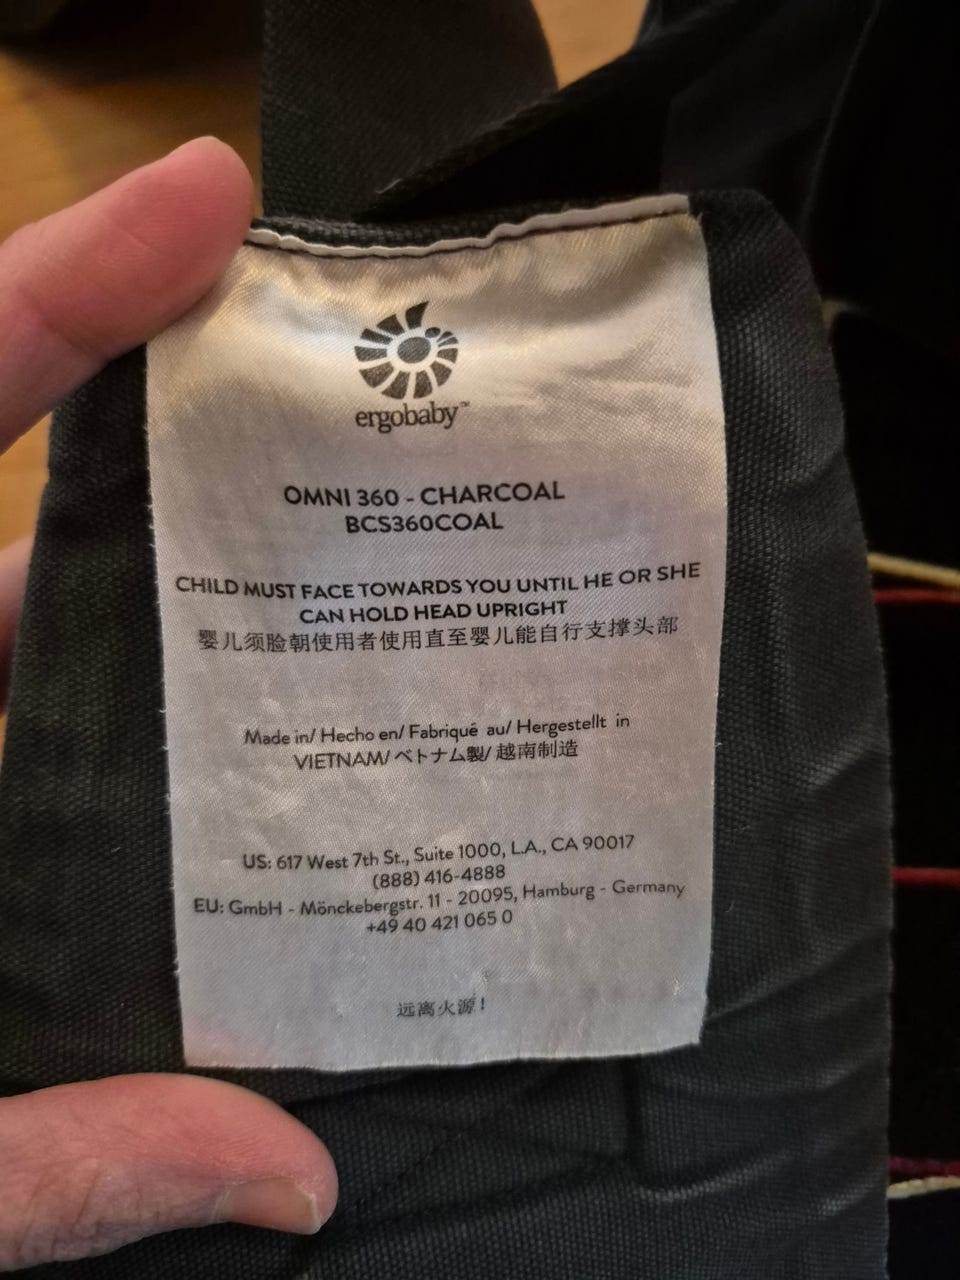 ergobaby™
OMNI 360 - CHARCOAL
BCS360COAL
CHILD MUST FACE TOWARDS YOU UNTIL HE OR SHE
CAN HOLD HEAD UPRIGHT
婴儿须脸朝使用者使用直至婴儿能自行支撑头部
Made in/ Hecho en/ Fabriqué au/ Hergestellt in
VIETNAM/ ベトナム製/ 越南制造
US: 617 West 7th St., Suite 1000, L.A., CA 90017
(888) 416-4888
EU: GmbH - Mönckebergstr. 11 - 20095, Hamburg - Germany
+49 40 421 065 0
远离火源!